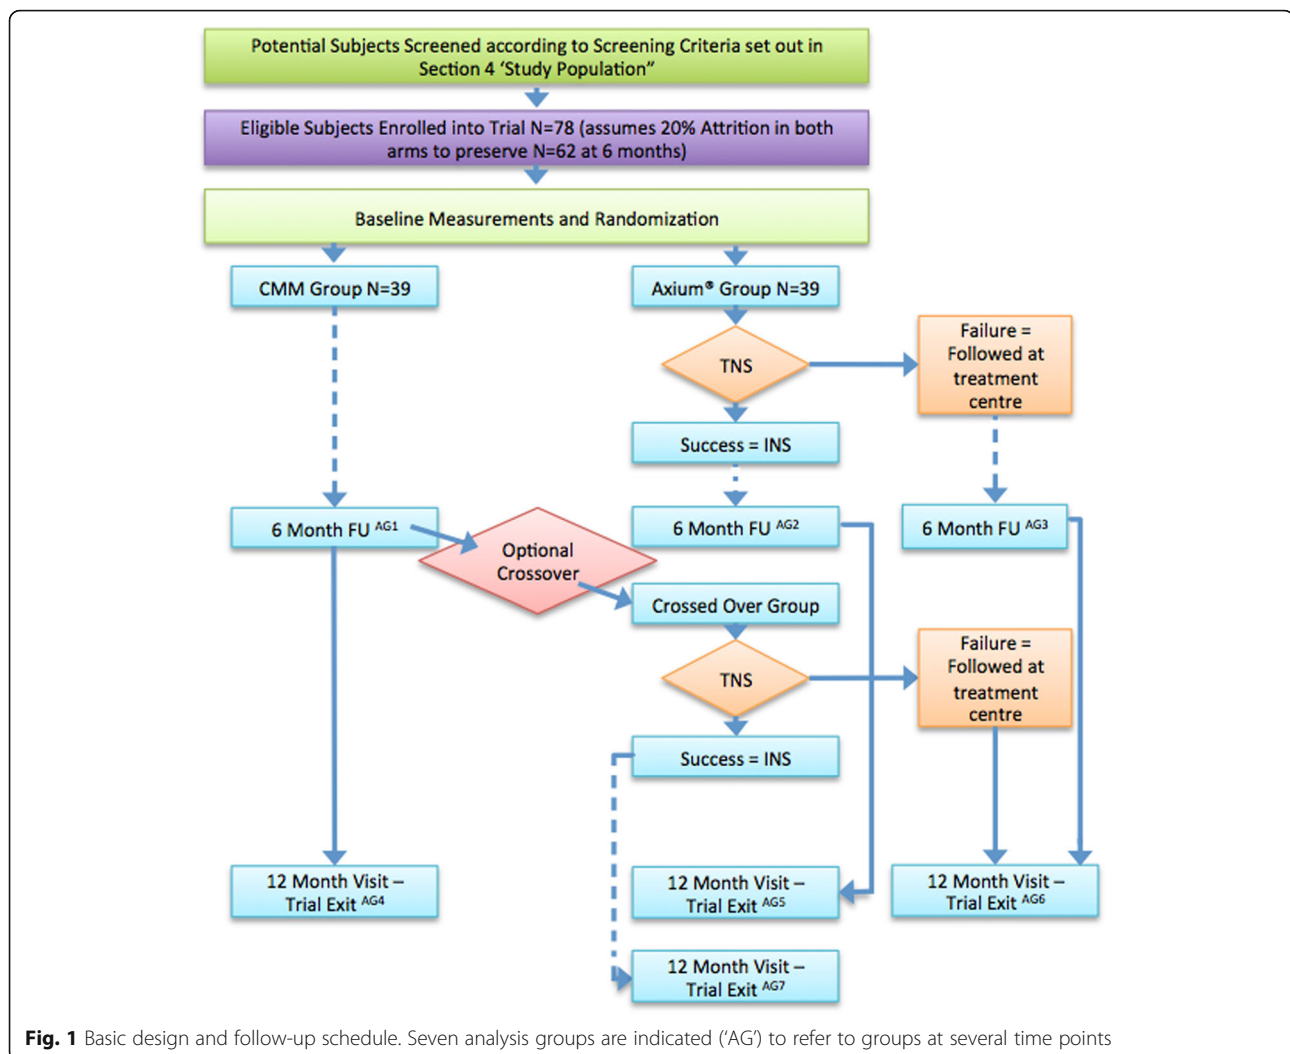 Potential Subjects Screened according to Screening Criteria set out in
Section 4 ‘Study Population”
Eligible Subjects Enrolled into Trial N=78 (assumes 20% Attrition in both
arms to preserve N=62 at 6 months)
Baseline Measurements and Randomization
CMM Group N=39
Axium® Group N=39
TNS
Failure =
Followed at
treatment
centre
Success = INS
6 Month FU AG1
Optional
Crossover
6 Month FU AG2
6 Month FU AG3
Crossed Over Group
TNS
Failure =
Followed at
treatment
centre
Success = INS
12 Month Visit –
Trial Exit AG4
12 Month Visit –
Trial Exit AG5
12 Month Visit –
Trial Exit AG6
12 Month Visit –
Trial Exit AG7
Fig. 1 Basic design and follow-up schedule. Seven analysis groups are indicated (‘AG’) to refer to groups at several time points